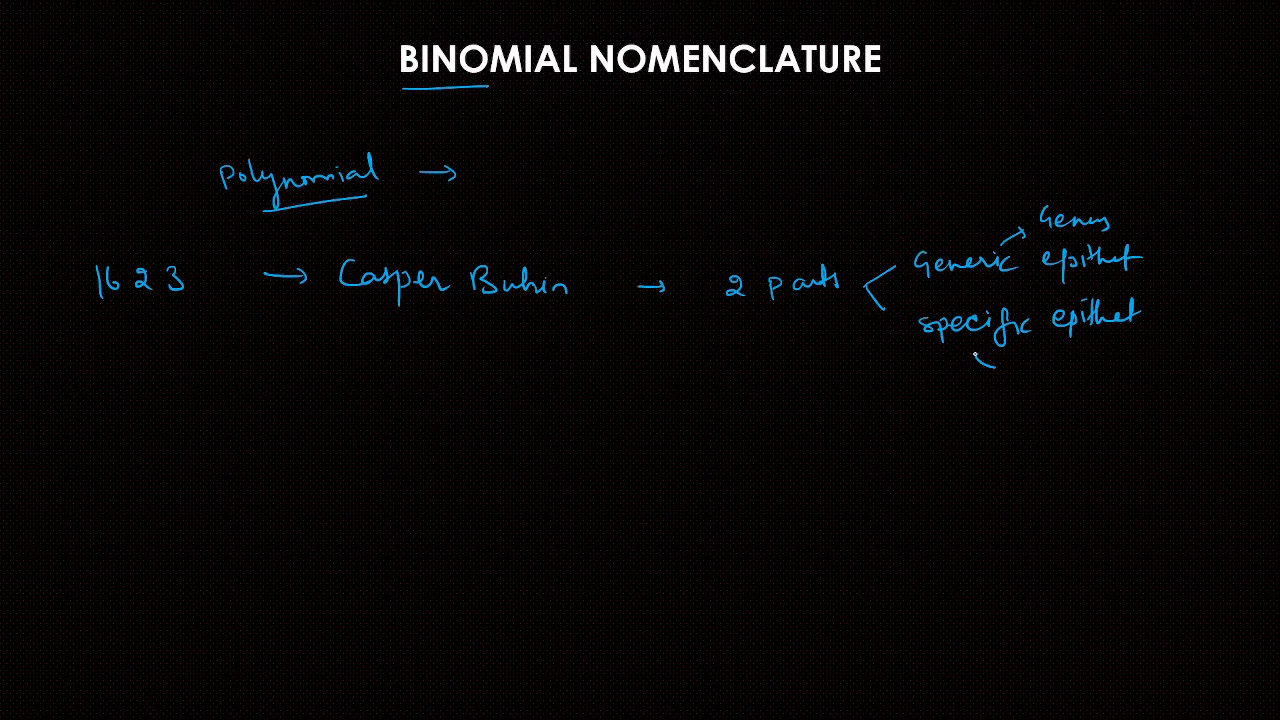 BINOMIAL NOMENCLATURE
Polynomial →
Genus
1623 → Casper Buhin → 2 parts Generic epithet
specific epithet